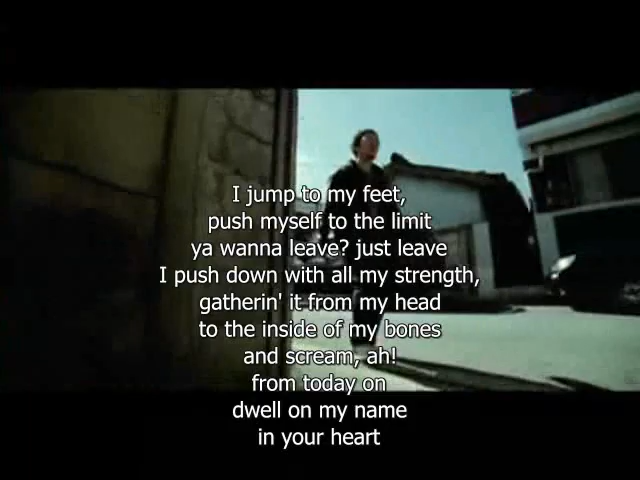 I jump to my feet,
push myself to the limit
ya wanna leave? just leave
I push down with all my strength,
gatherin' it from my head
to the inside of my bones
and scream, ah!
from today on
dwell on my name
in your heart